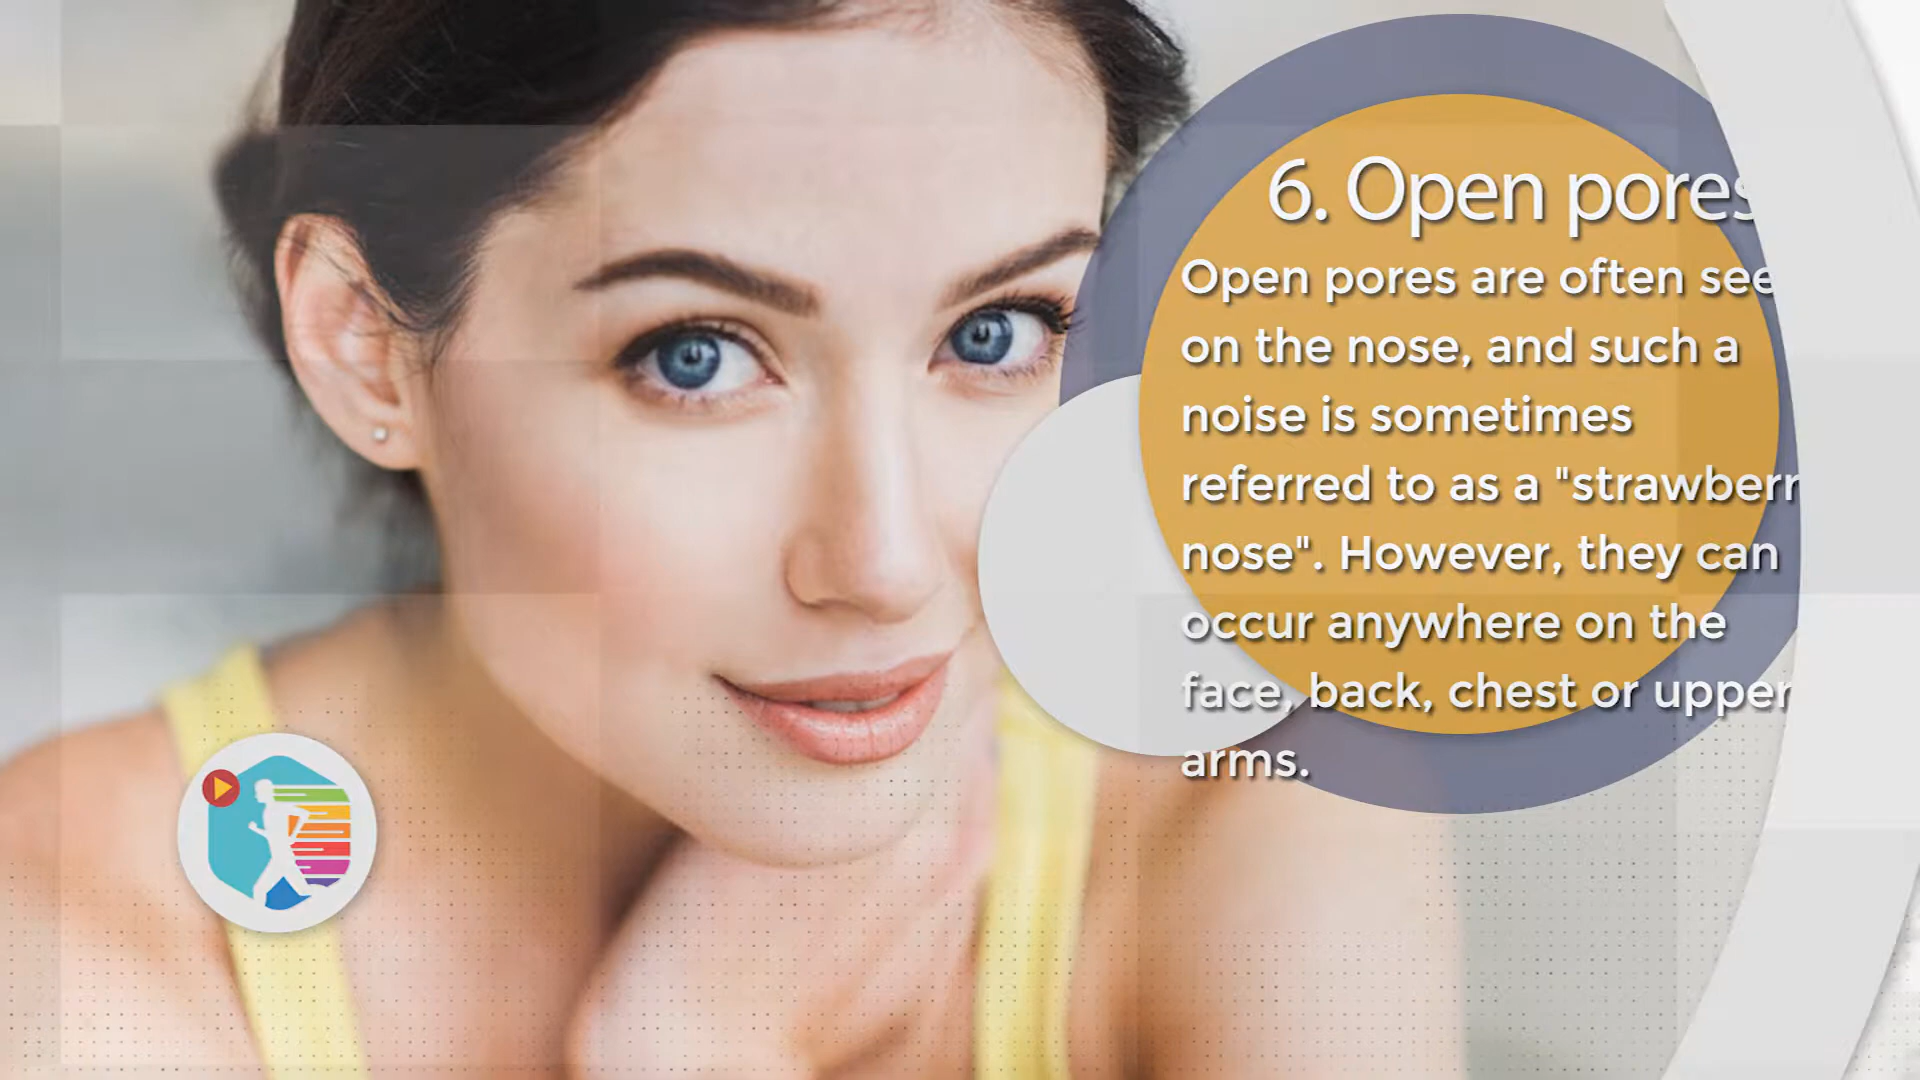 6. Open pores
Open pores are often see
on the nose, and such a
noise is sometimes
referred to as a "strawberr
nose". However, they can
occur anywhere on the
face, back, chest or upper
arms.